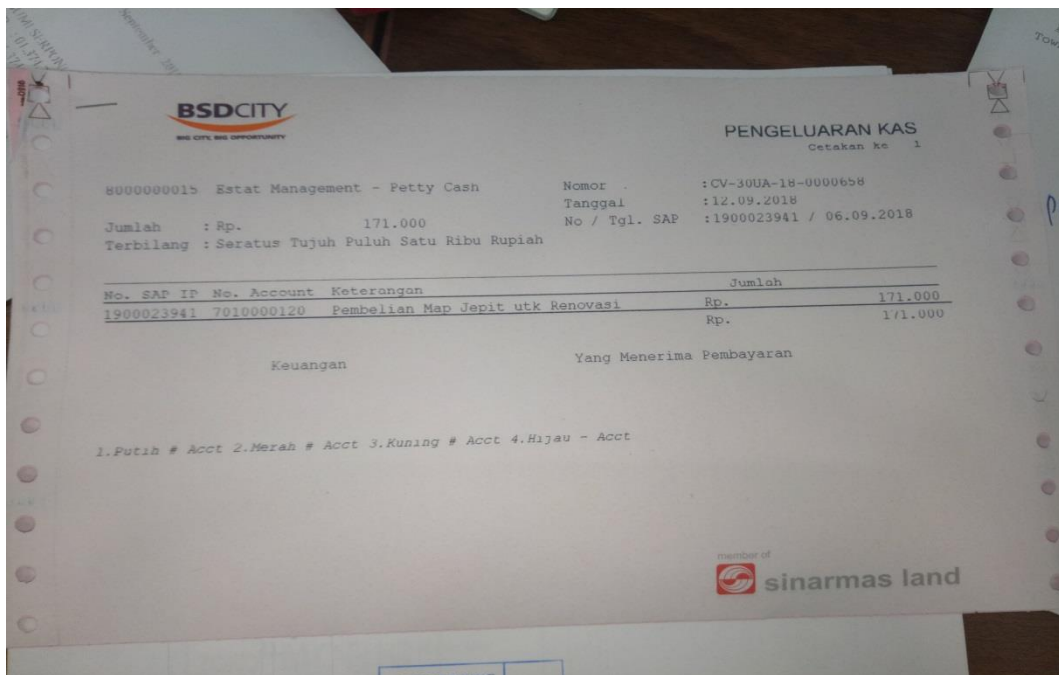 BSDCITY
BIG CITY, BIG OPPORTUNITY
PENGELUARAN KAS
Cetakan ke 1
8000000015 Estat Management - Petty Cash
Nomor :CV-30UA-18-0000658
Tanggal :12.09.2018
Jumlah : Rp. 171.000
No / Tgl. SAP :1900023941 / 06.09.2018
Terbilang : Seratus Tujuh Puluh Satu Ribu Rupiah
No. SAP IP No. Account Keterangan Jumlah
1900023941 7010000120 Pembelian Map Jepit utk Renovasi Rp. 171.000
Rp. 171.000
Keuangan Yang Menerima Pembayaran
1.Putih # Acct 2.Merah # Acct 3.Kuning # Acct 4.Hijau - Acct
member of
sinarmas land